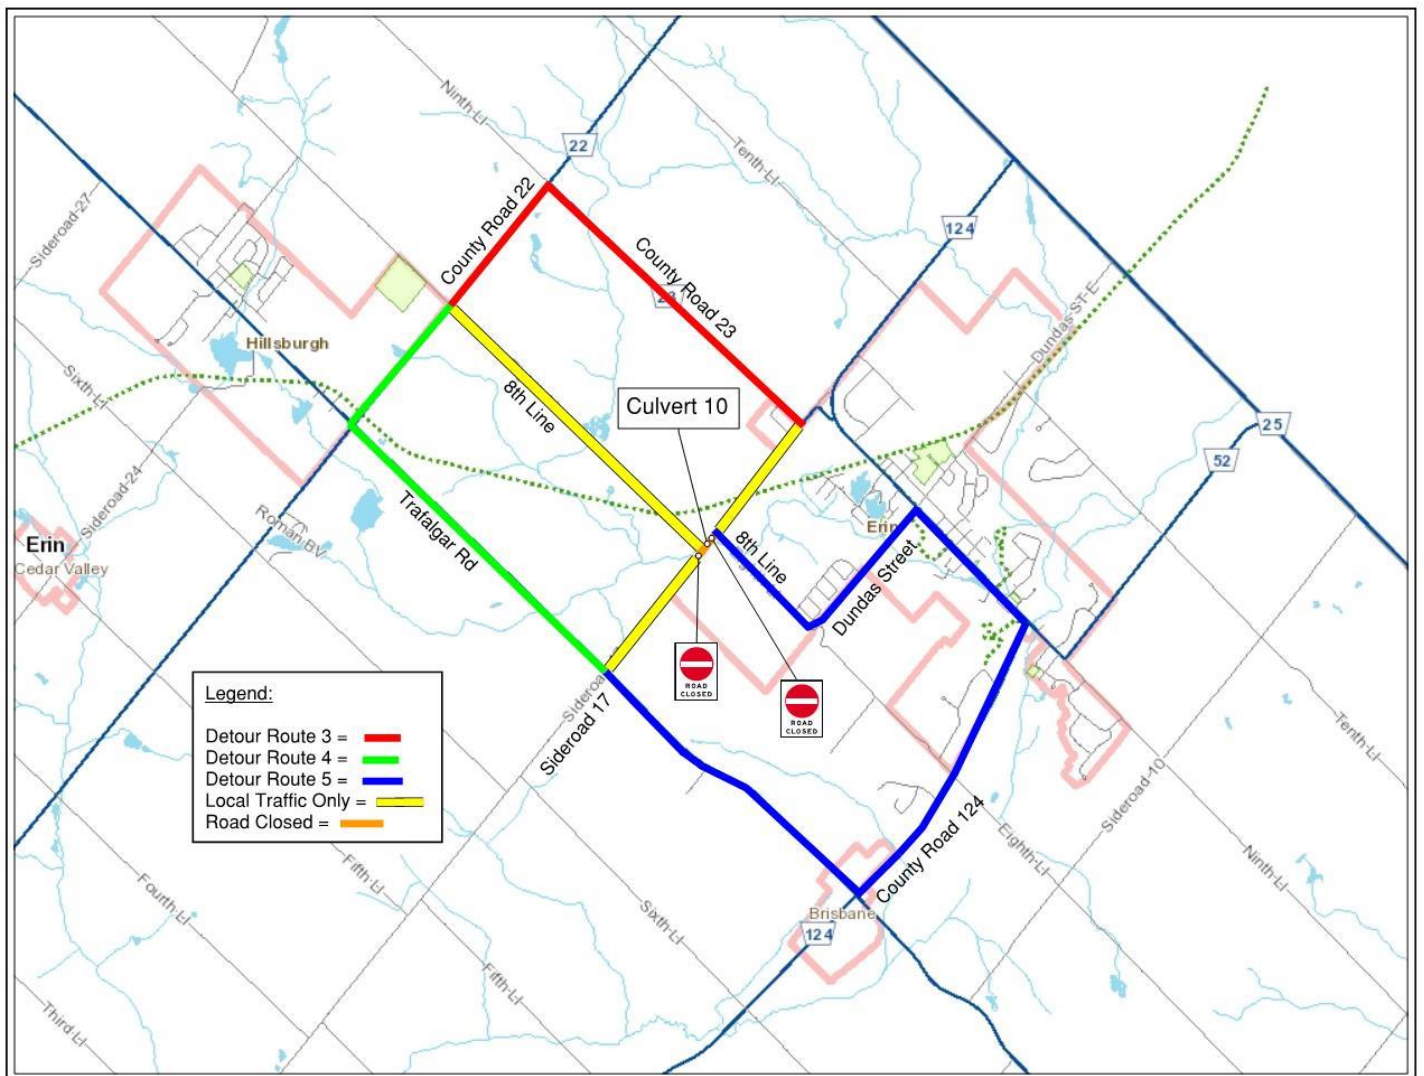 Ninth-LI
22
Tenth-LI
124
Sideroad-27
County Road 22
County Road 23
Dundas-S-T-E
Hillsburgh
Sixth-LI
8th Line
Culvert 10
25
52
Sideroad-24
Roman BV
Trafalgar Rd
Erin
Erin
Cedar Valley
8th Line
Dundas Street
ROAD
CLOSED
ROAD
CLOSED
Sideroad 17
Legend:
Detour Route 3 =
Detour Route 4 =
Detour Route 5 =
Local Traffic Only =
Road Closed =
Tenth-LI
Sideroad-10
County Road 124
Eighth-LI
Ninth-LI
Fifth-LI
Fourth-LI
Sixth-LI
Brisbane
124
Fifth-LI
Third-LI